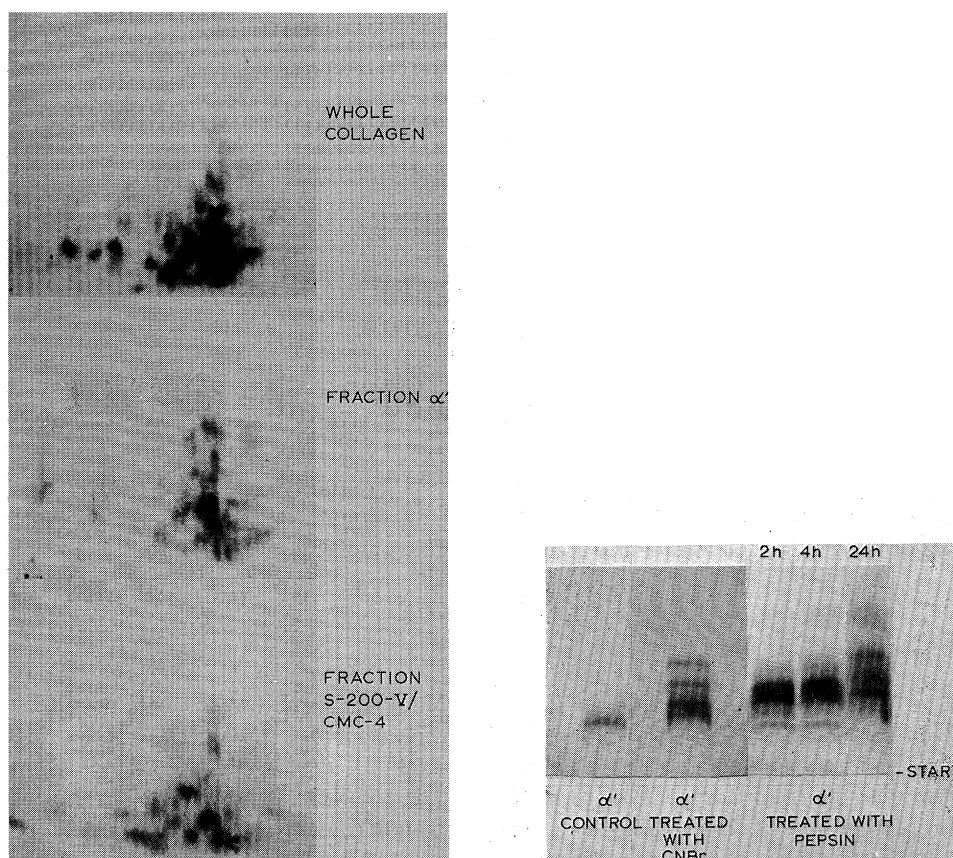 WHOLE
COLLAGEN
FRACTION α'
FRACTION
S-200-V/
CMC-4
2h 4h 24h
-START
α' α' α'
CONTROL TREATED TREATED WITH
WITH PEPSIN
CNBr